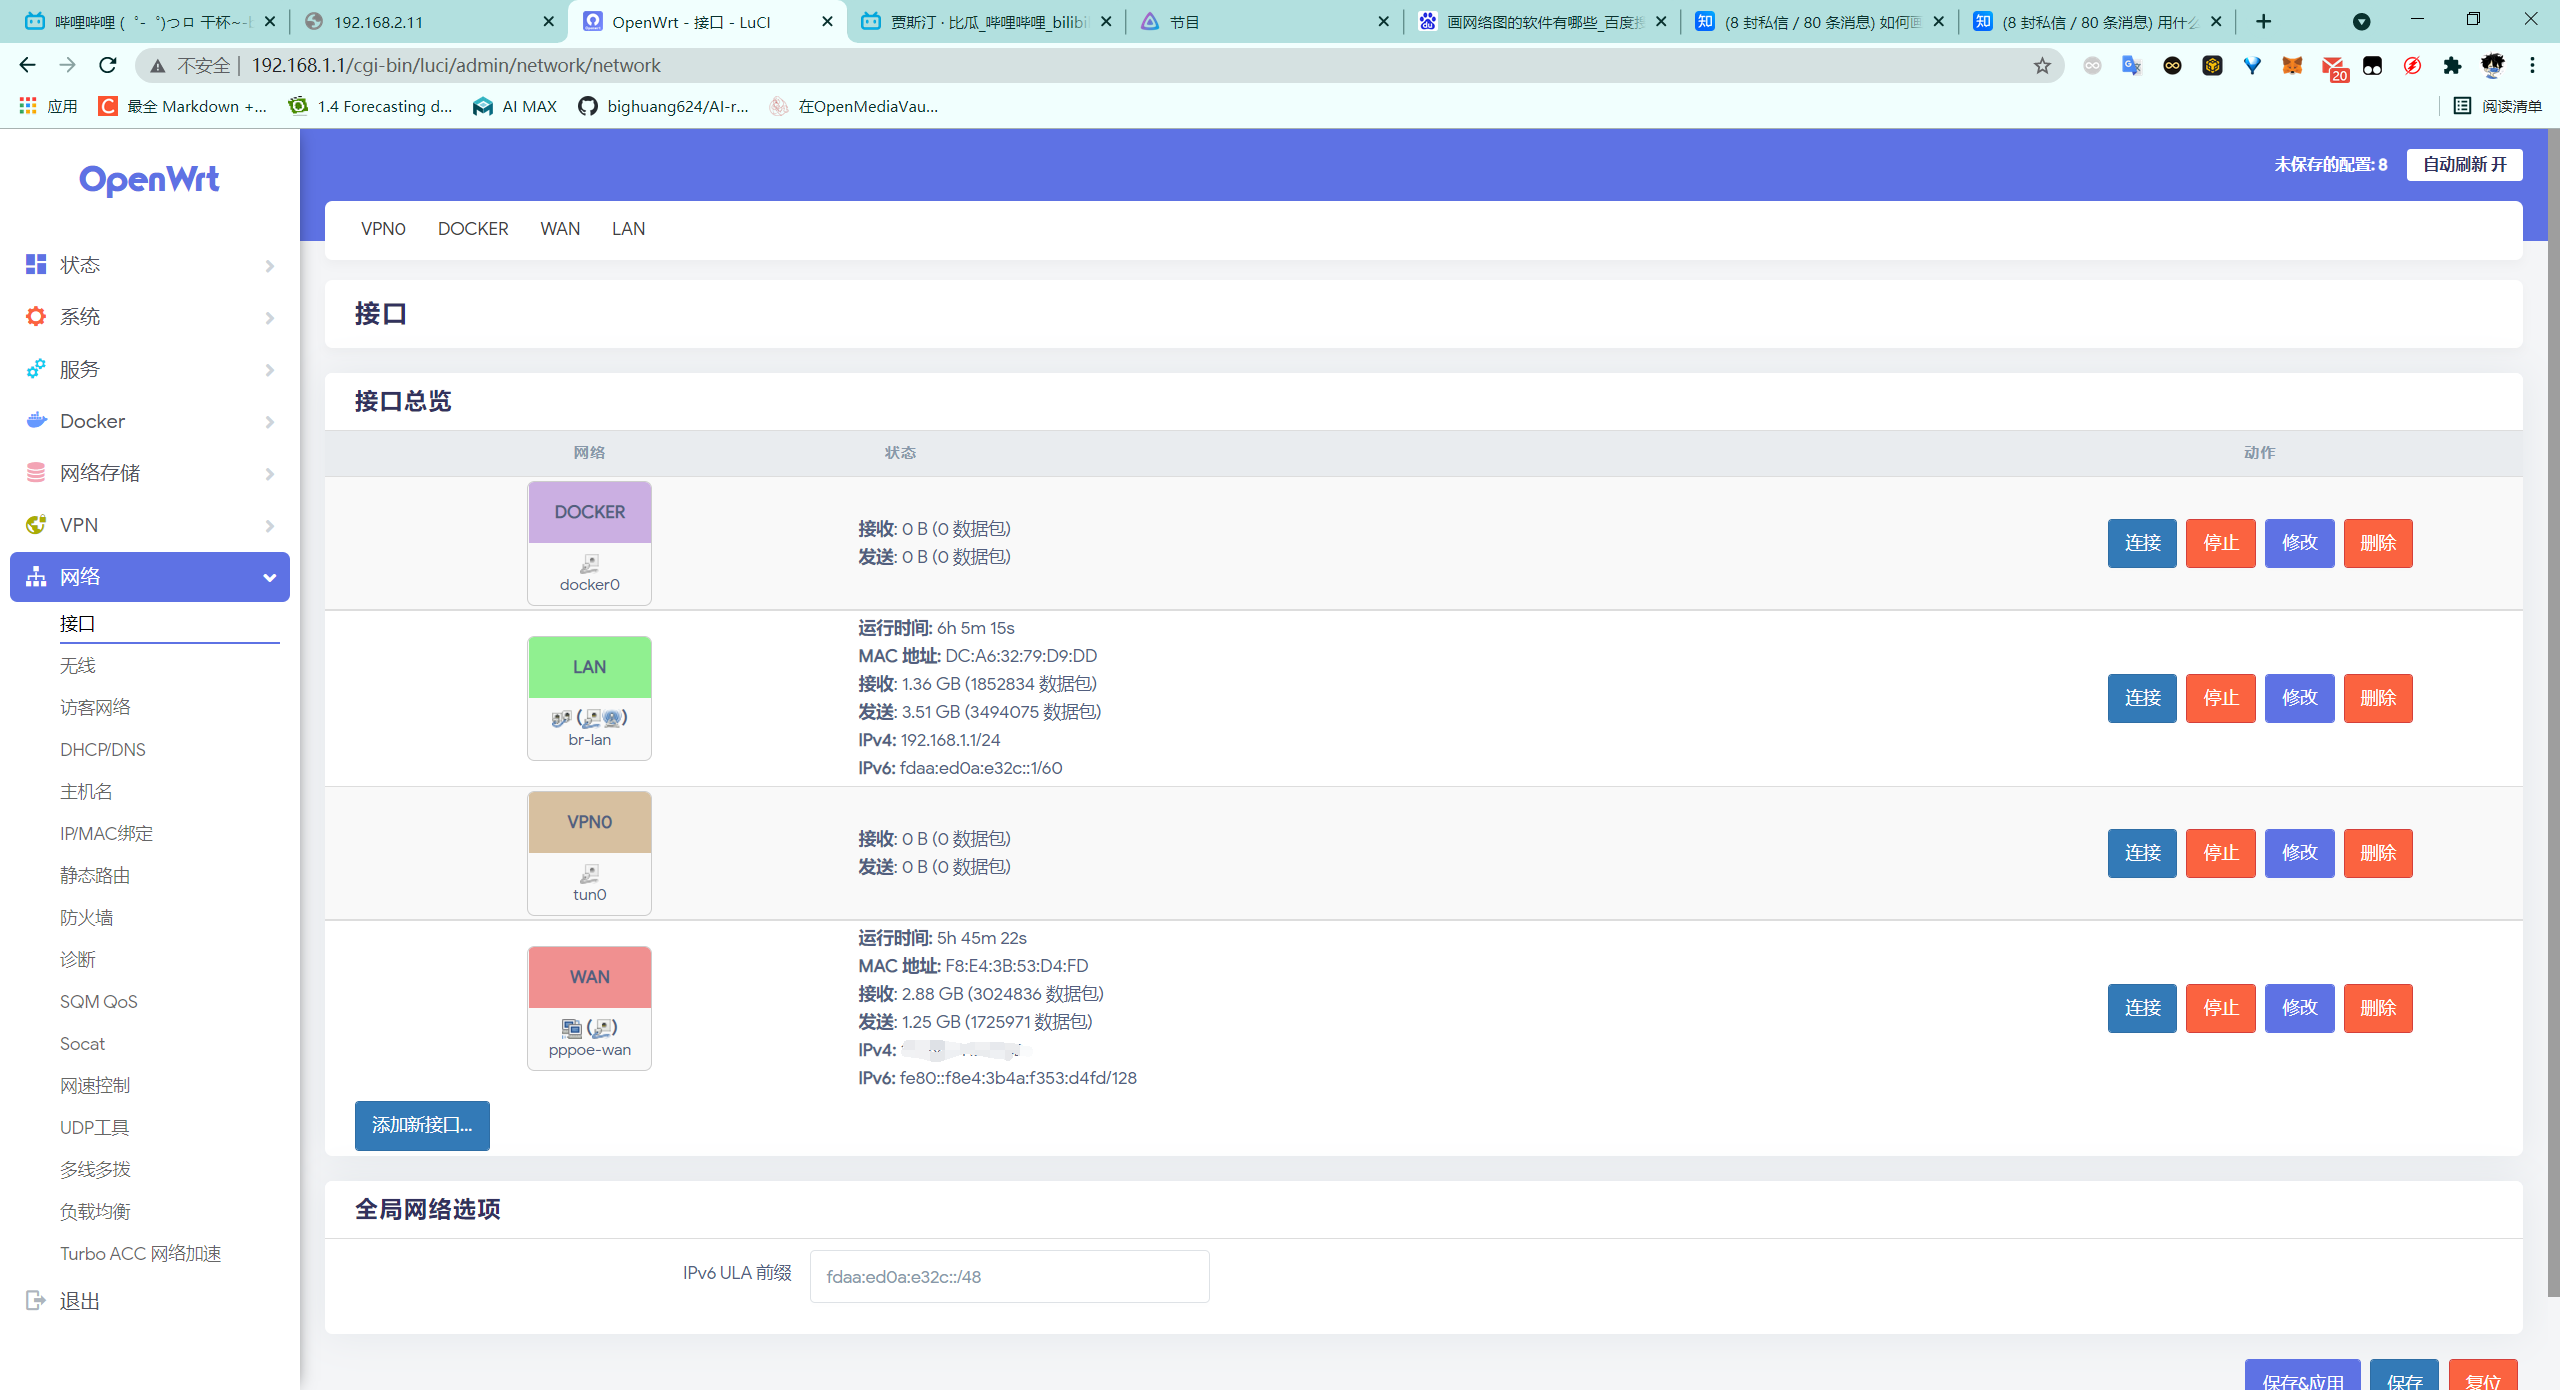 哔哩哔哩 (゜-゜)つロ 干杯~-b
192.168.2.11
OpenWrt - 接口 - LuCI
贾斯汀 · 比瓜_哔哩哔哩_bilibi
节目
画网络图的软件有哪些_百度搜
(8 封私信 / 80 条消息) 如何画
(8 封私信 / 80 条消息) 用什么
不安全 | 192.168.1.1/cgi-bin/luci/admin/network/network
20
应用
最全 Markdown +...
1.4 Forecasting d...
AI MAX
bighuang624/AI-r...
在OpenMediaVau...
阅读清单
OpenWrt
未保存的配置: 8
自动刷新 开
VPN0
DOCKER
WAN
LAN
状态
系统
服务
Docker
网络存储
VPN
网络
接口
无线
访客网络
DHCP/DNS
主机名
IP/MAC绑定
静态路由
防火墙
诊断
SQM QoS
Socat
网速控制
UDP工具
多线多拨
负载均衡
Turbo ACC 网络加速
退出
接口
接口总览
网络
状态
动作
DOCKER
docker0
接收: 0 B (0 数据包)
发送: 0 B (0 数据包)
连接 停止 修改 删除
LAN
br-lan
运行时间: 6h 5m 15s
MAC 地址: DC:A6:32:79:D9:DD
接收: 1.36 GB (1852834 数据包)
发送: 3.51 GB (3494075 数据包)
IPv4: 192.168.1.1/24
IPv6: fdaa:ed0a:e32c::1/60
连接 停止 修改 删除
VPN0
tun0
接收: 0 B (0 数据包)
发送: 0 B (0 数据包)
连接 停止 修改 删除
WAN
pppoe-wan
运行时间: 5h 45m 22s
MAC 地址: F8:E4:3B:53:D4:FD
接收: 2.88 GB (3024836 数据包)
发送: 1.25 GB (1725971 数据包)
IPv4:
IPv6: fe80::f8e4:3b4a:f353:d4fd/128
连接 停止 修改 删除
添加新接口...
全局网络选项
IPv6 ULA 前缀
fdaa:ed0a:e32c::/48
保存&应用
保存
复位